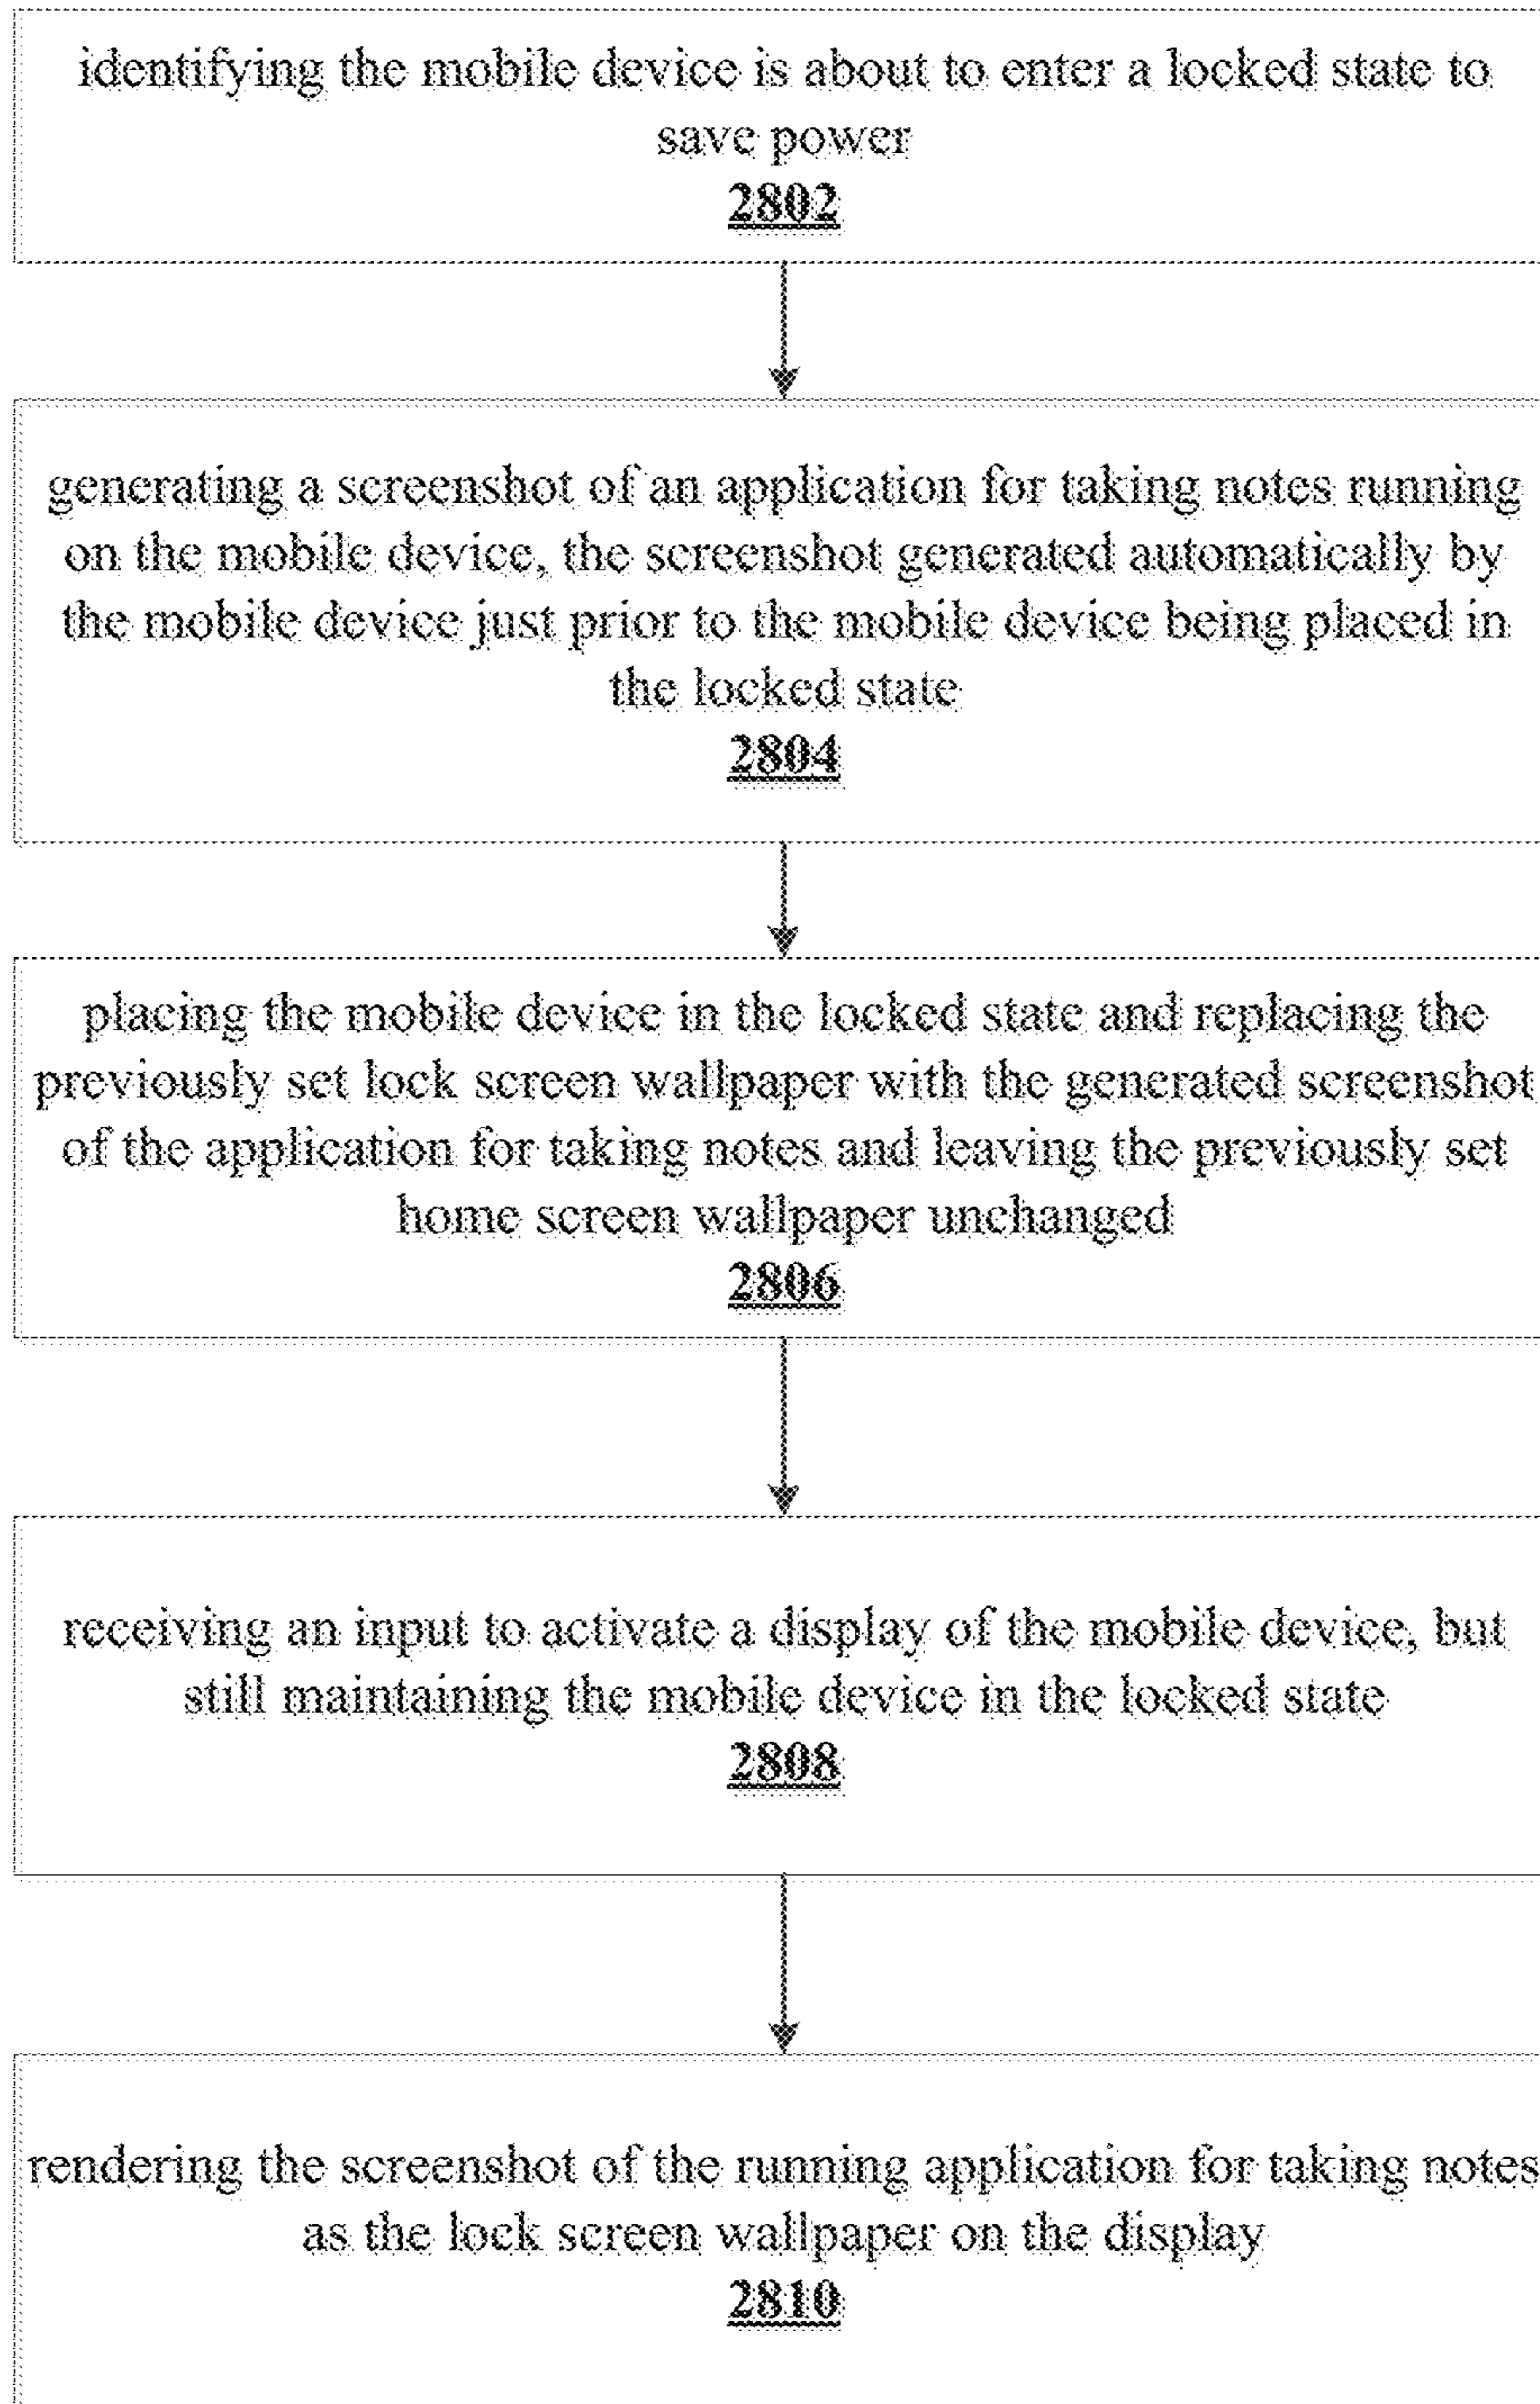 identifying the mobile device is about to enter a locked state to
save power
2802
generating a screenshot of an application for taking notes running
on the mobile device, the screenshot generated automatically by
the mobile device just prior to the mobile device being placed in
the locked state
2804
placing the mobile device in the locked state and replacing the
previously set lock screen wallpaper with the generated screenshot
of the application for taking notes and leaving the previously set
home screen wallpaper unchanged
2806
receiving an input to activate a display of the mobile device, but
still maintaining the mobile device in the locked state
2808
rendering the screenshot of the running application for taking notes
as the lock screen wallpaper on the display
2810